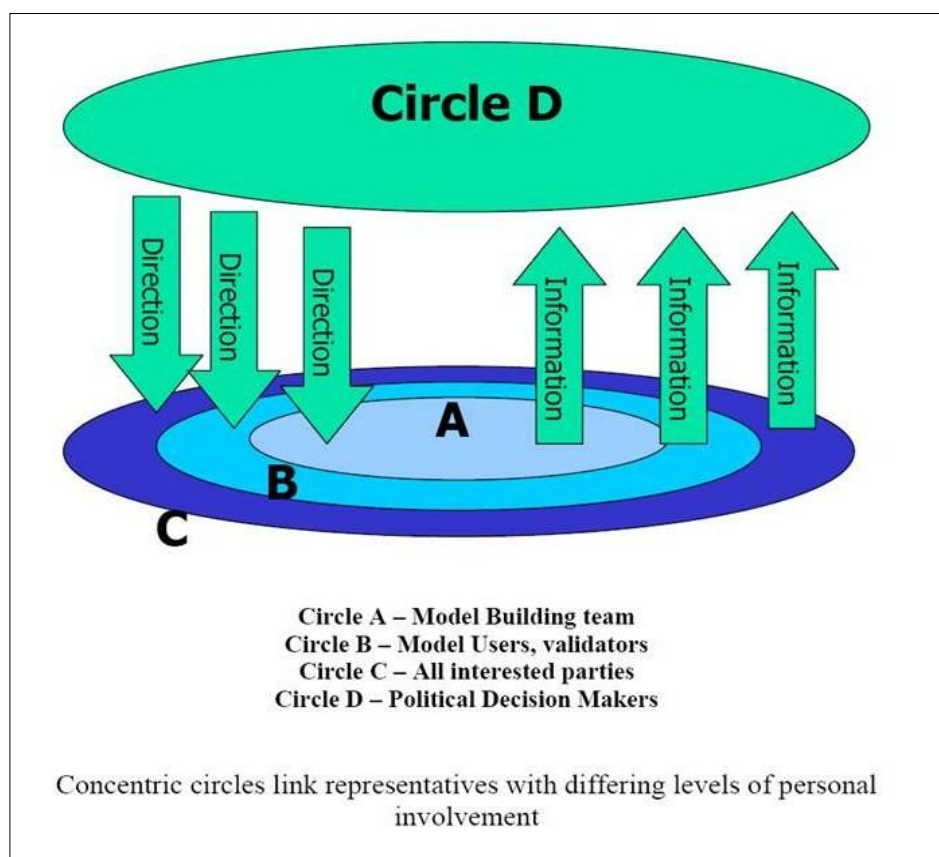 Circle D
Direction
Direction
Direction
Information
Information
Information
A
B
C
Circle A – Model Building team
Circle B – Model Users, validators
Circle C – All interested parties
Circle D – Political Decision Makers
Concentric circles link representatives with differing levels of personal
involvement